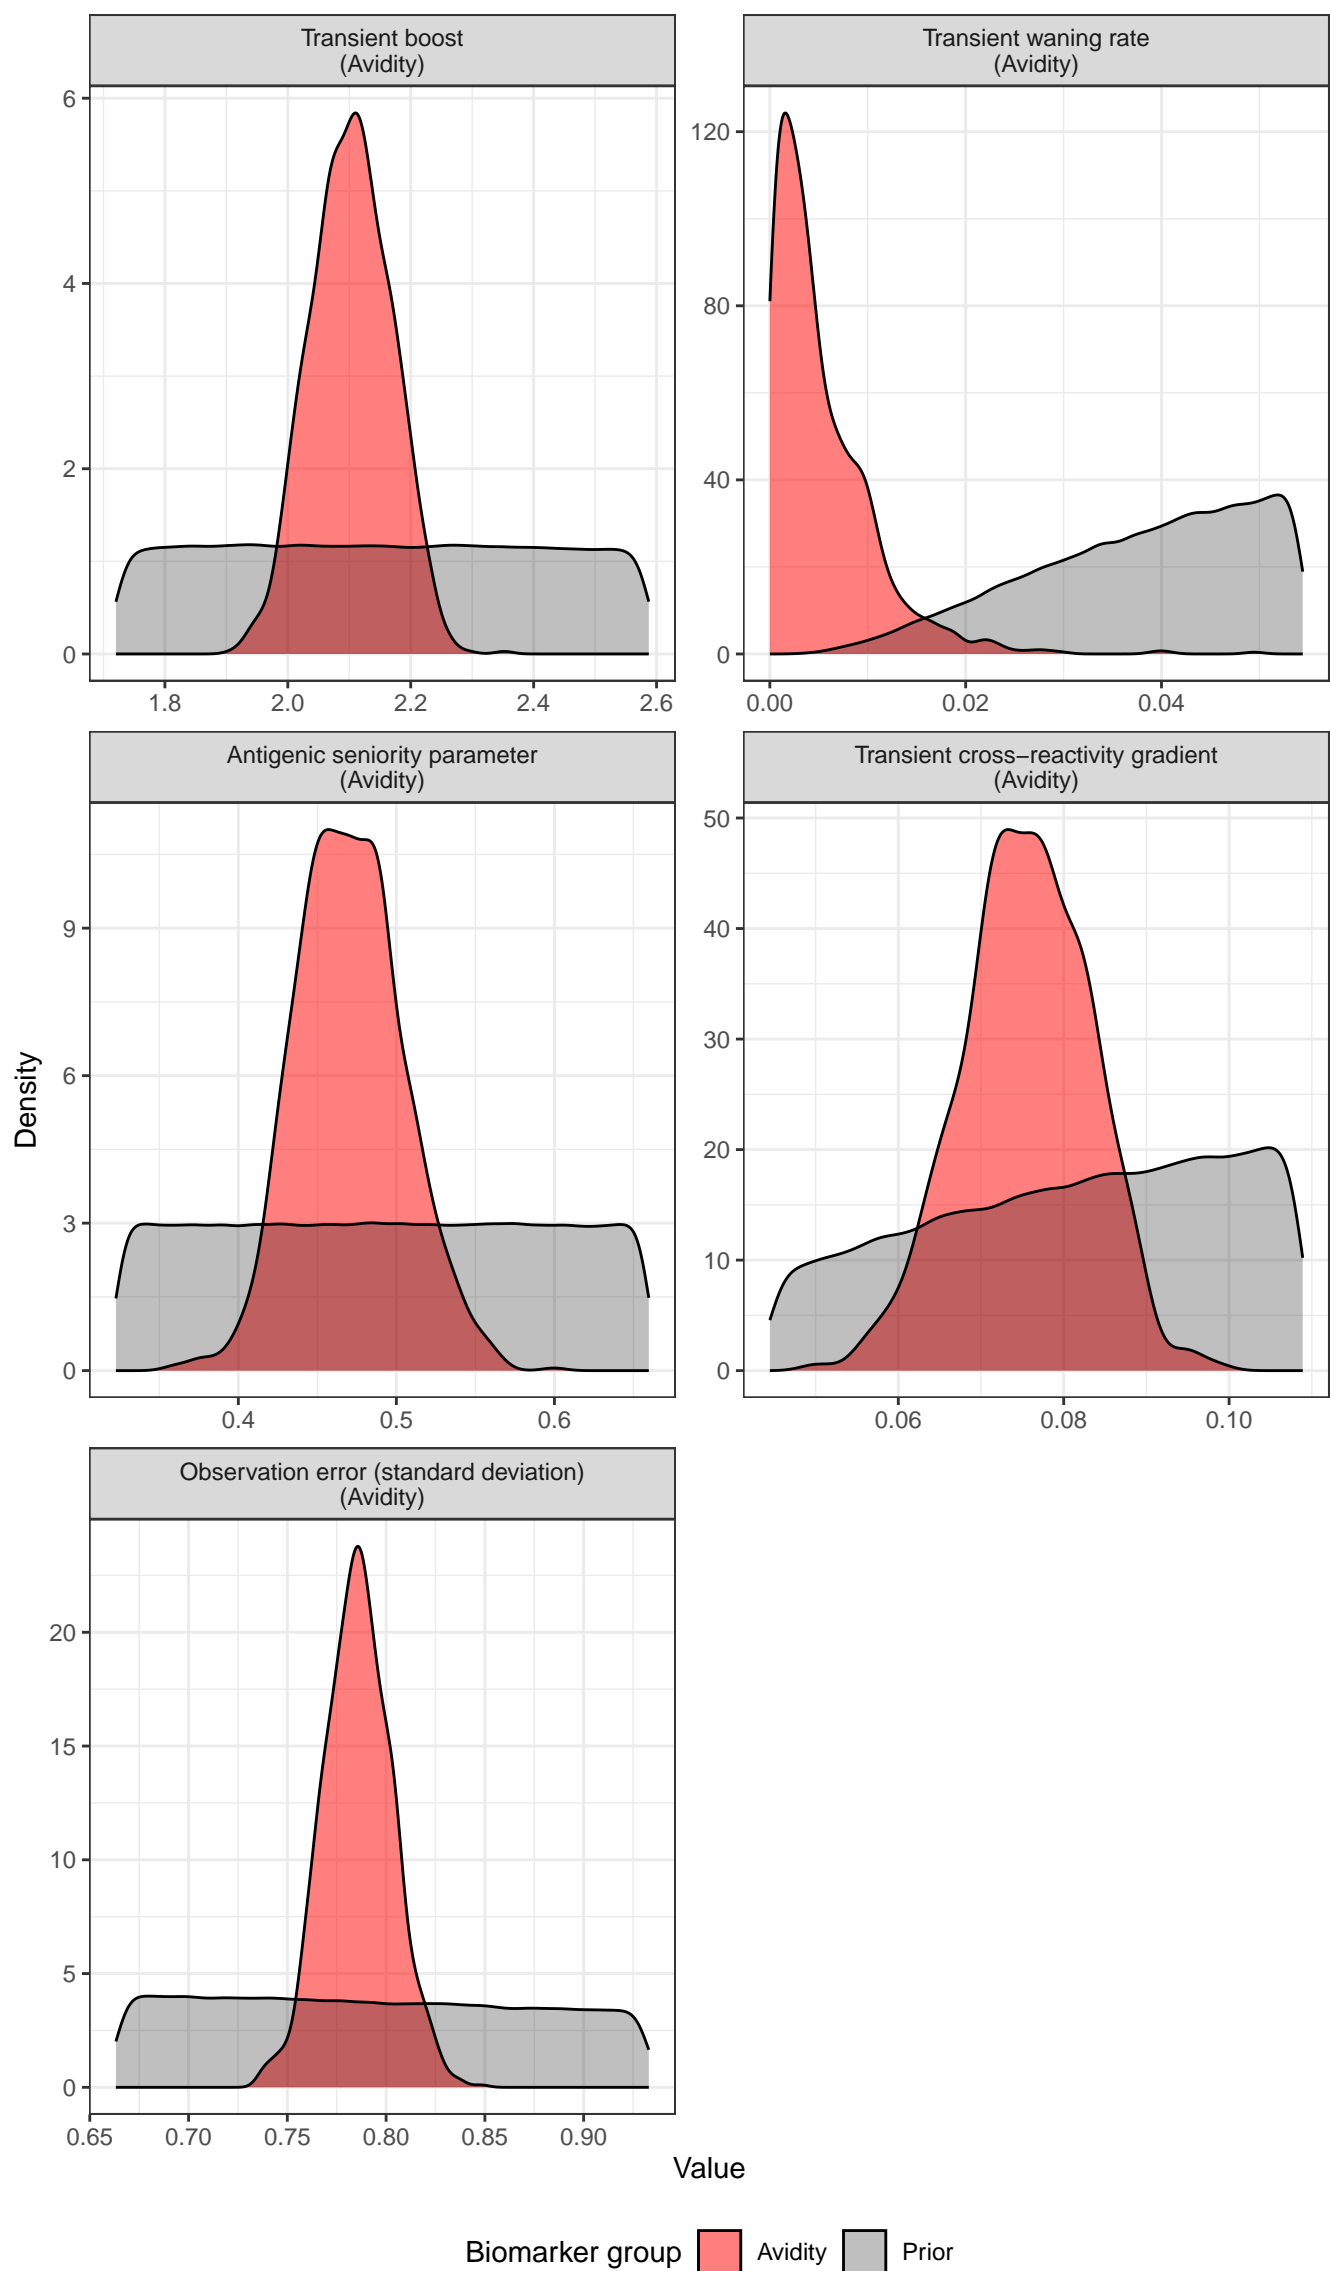 Transient boost
(Avidity)
Transient waning rate
(Avidity)
6
4
2
0
1.8 2.0 2.2 2.4 2.6
120
80
40
0
0.00 0.02 0.04
Antigenic seniority parameter
(Avidity)
Transient cross−reactivity gradient
(Avidity)
Density
9
6
3
0
0.4 0.5 0.6
50
40
30
20
10
0
0.06 0.08 0.10
Observation error (standard deviation)
(Avidity)
20
15
10
5
0
0.65 0.70 0.75 0.80 0.85 0.90
Value
Biomarker group Avidity Prior